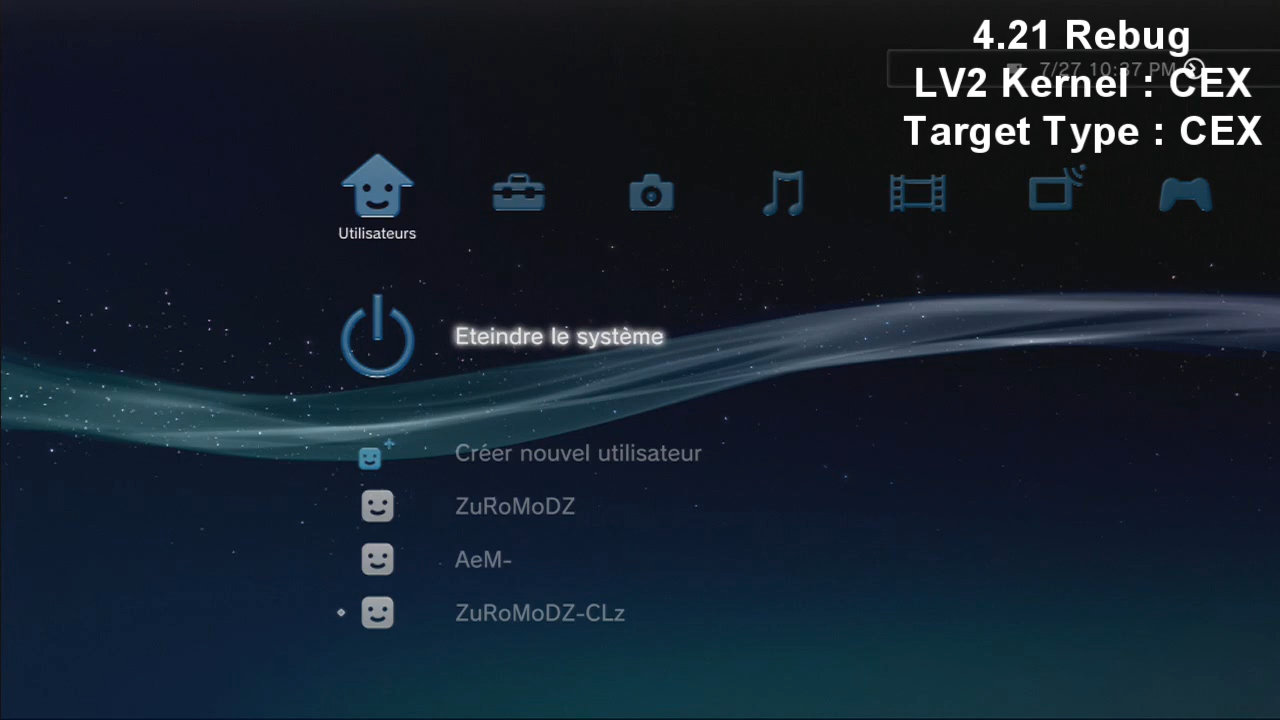 4.21 Rebug
7/27 10:37 PM
LV2 Kernel : CEX
Target Type : CEX
Utilisateurs
Eteindre le système
Créer nouvel utilisateur
ZuRoMoDZ
AeM-
ZuRoMoDZ-CLz